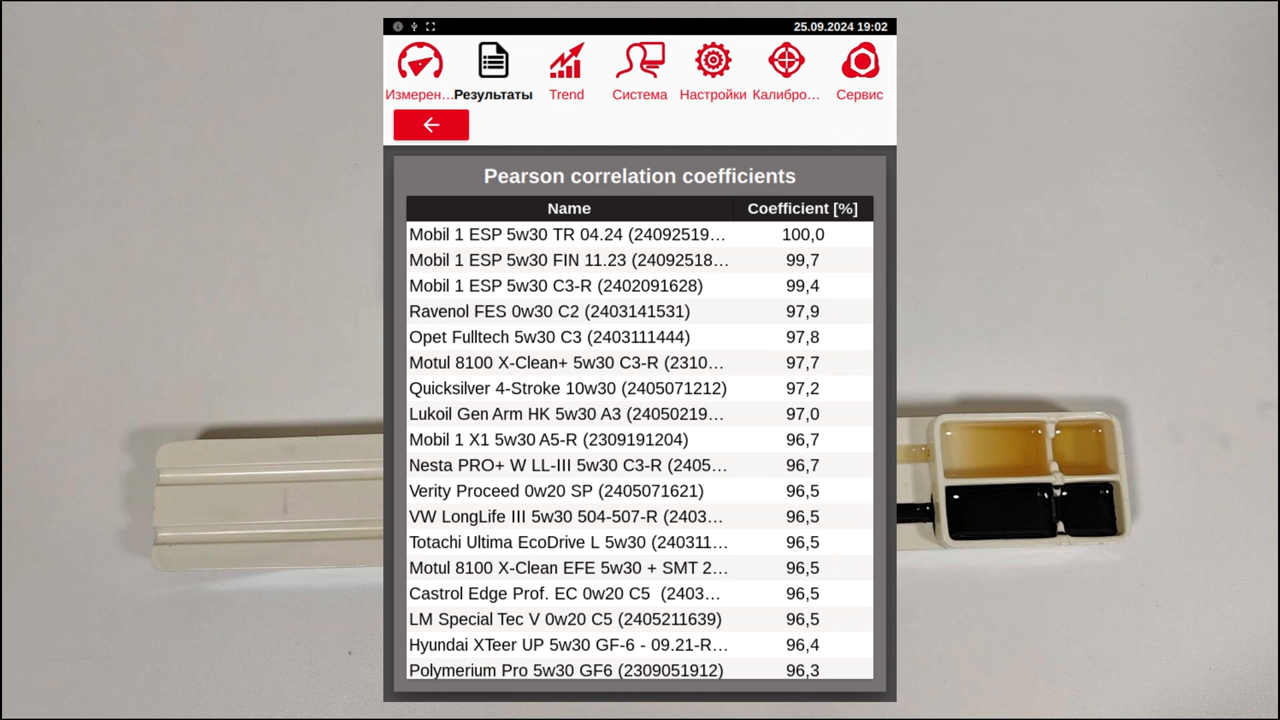 25.09.2024 19:02
Измерен... Результаты Trend Система Настройки Калибро... Сервис
Pearson correlation coefficients
Name Coefficient [%]
Mobil 1 ESP 5w30 TR 04.24 (24092519... 100,0
Mobil 1 ESP 5w30 FIN 11.23 (24092518... 99,7
Mobil 1 ESP 5w30 C3-R (2402091628) 99,4
Ravenol FES 0w30 C2 (2403141531) 97,9
Opet Fulltech 5w30 C3 (2403111444) 97,8
Motul 8100 X-Clean+ 5w30 C3-R (2310... 97,7
Quicksilver 4-Stroke 10w30 (2405071212) 97,2
Lukoil Gen Arm HK 5w30 A3 (24050219... 97,0
Mobil 1 X1 5w30 A5-R (2309191204) 96,7
Nesta PRO+ W LL-III 5w30 C3-R (2405... 96,7
Verity Proceed 0w20 SP (2405071621) 96,5
VW LongLife III 5w30 504-507-R (2403... 96,5
Totachi Ultima EcoDrive L 5w30 (240311... 96,5
Motul 8100 X-Clean EFE 5w30 + SMT 2... 96,5
Castrol Edge Prof. EC 0w20 C5 (2403... 96,5
LM Special Tec V 0w20 C5 (2405211639) 96,5
Hyundai XTeer UP 5w30 GF-6 - 09.21-R... 96,4
Polymerium Pro 5w30 GF6 (2309051912) 96,3